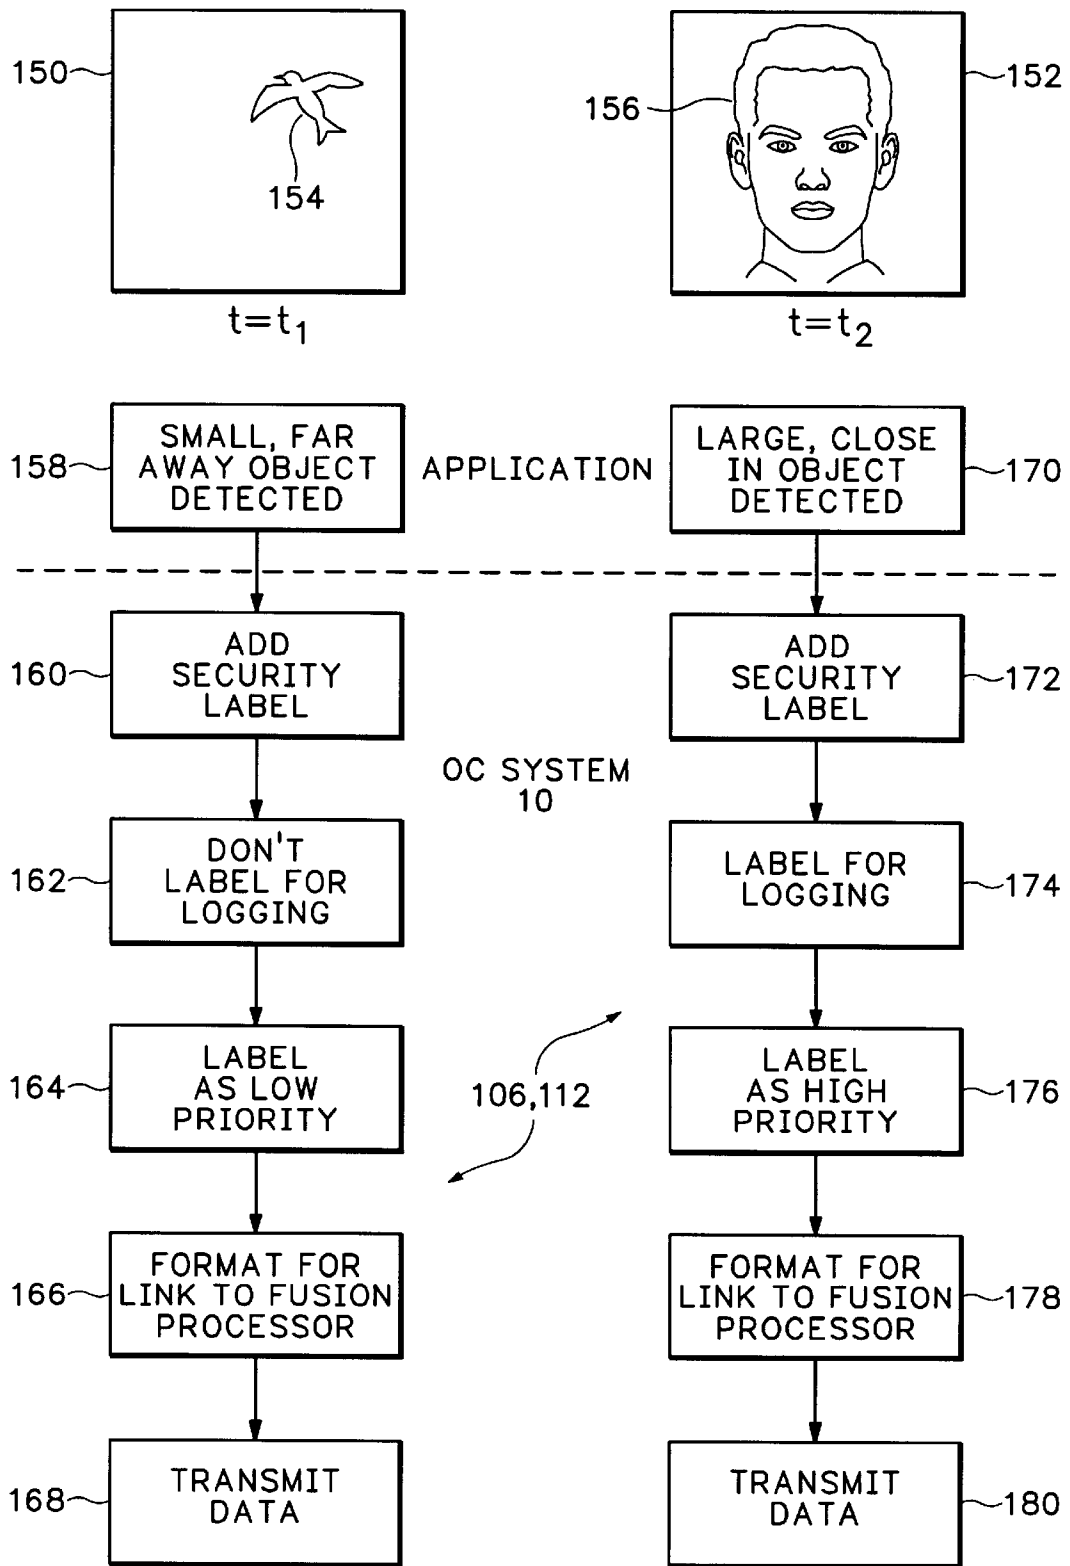 150
154
156
152
t=t1
t=t2
158
SMALL, FAR
AWAY OBJECT
DETECTED
APPLICATION
LARGE, CLOSE
IN OBJECT
DETECTED
170
160
ADD
SECURITY
LABEL
ADD
SECURITY
LABEL
172
OC SYSTEM
10
162
DON'T
LABEL FOR
LOGGING
LABEL FOR
LOGGING
174
164
LABEL
AS LOW
PRIORITY
106,112
LABEL
AS HIGH
PRIORITY
176
166
FORMAT FOR
LINK TO FUSION
PROCESSOR
FORMAT FOR
LINK TO FUSION
PROCESSOR
178
168
TRANSMIT
DATA
TRANSMIT
DATA
180